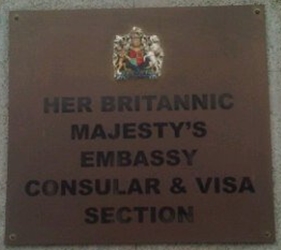 HER BRITANNIC
MAJESTY'S
EMBASSY
CONSULAR & VISA
SECTION